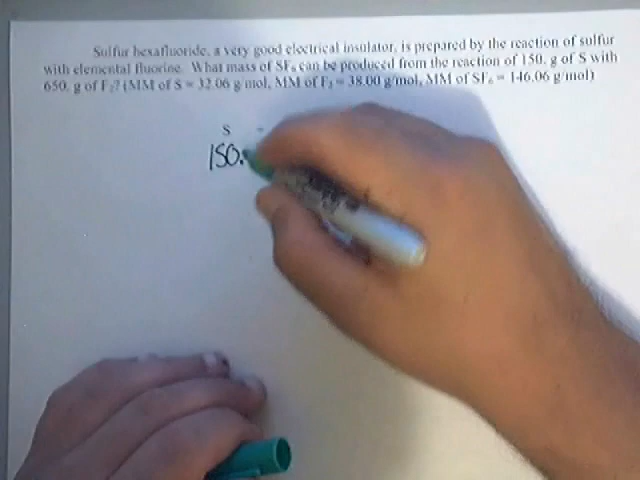 Sulfur hexafluoride, a very good electrical insulator, is prepared by the reaction of sulfur
with elemental fluorine. What mass of SF₆ can be produced from the reaction of 150. g of S with
650. g of F₂? (MM of S = 32.06 g/mol, MM of F₂ = 38.00 g/mol, MM of SF₆ = 146.06 g/mol)
S
150.